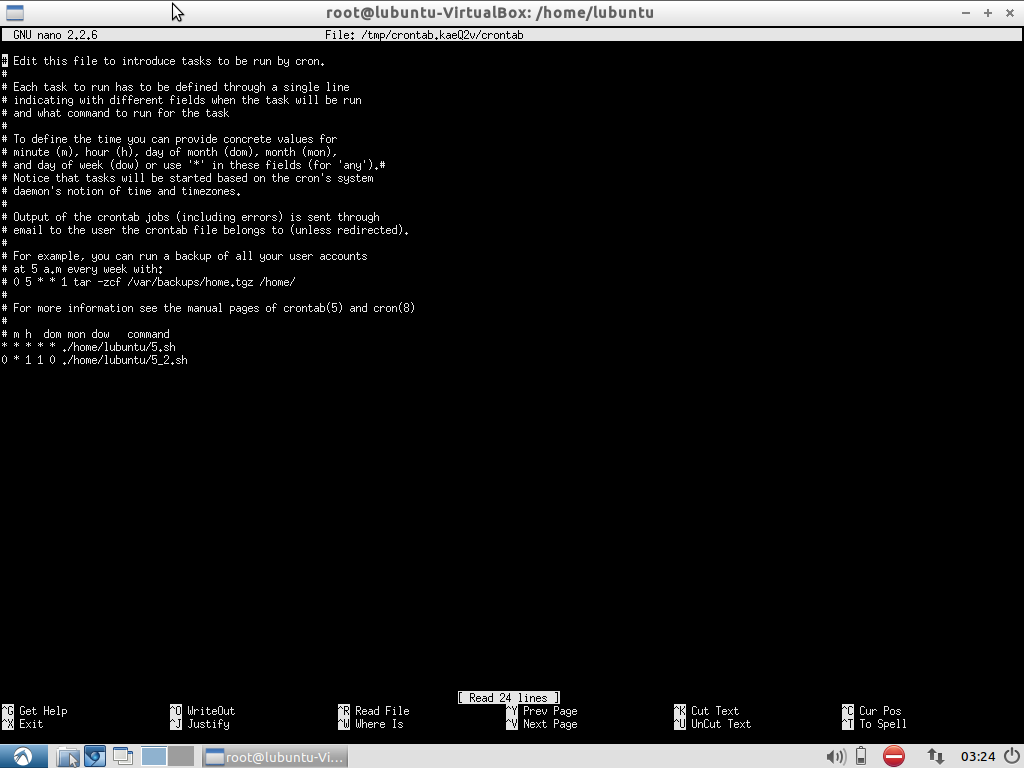 root@lubuntu-VirtualBox: /home/lubuntu
GNU nano 2.2.6 File: /tmp/crontab.kaeQ2v/crontab
# Edit this file to introduce tasks to be run by cron.
#
# Each task to run has to be defined through a single line
# indicating with different fields when the task will be run
# and what command to run for the task
#
# To define the time you can provide concrete values for
# minute (m), hour (h), day of month (dom), month (mon),
# and day of week (dow) or use '*' in these fields (for 'any').#
# Notice that tasks will be started based on the cron's system
# daemon's notion of time and timezones.
#
# Output of the crontab jobs (including errors) is sent through
# email to the user the crontab file belongs to (unless redirected).
#
# For example, you can run a backup of all your user accounts
# at 5 a.m every week with:
# 0 5 * * 1 tar -zcf /var/backups/home.tgz /home/
#
# For more information see the manual pages of crontab(5) and cron(8)
#
# m h  dom mon dow   command
* * * * * ./home/lubuntu/5.sh
0 * 1 1 0 ./home/lubuntu/5_2.sh
[ Read 24 lines ]
^G Get Help ^O WriteOut ^R Read File ^Y Prev Page ^K Cut Text ^C Cur Pos
^X Exit ^J Justify ^W Where Is ^V Next Page ^U UnCut Text ^T To Spell
root@lubuntu-Vi... 03:24